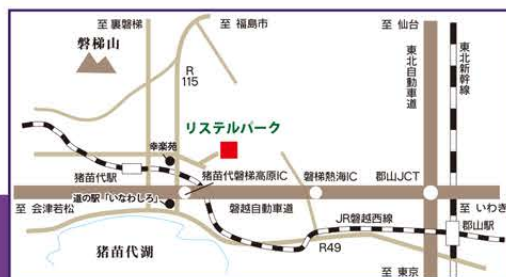 至 裏磐梯
至 福島市
至 仙台
磐梯山
R
115
東北自動車道
東北新幹線
リステルパーク
幸楽苑
猪苗代駅
猪苗代磐梯高原IC
磐梯熱海IC
郡山JCT
道の駅「いなわしろ」
至 会津若松
磐越自動車道
至 いわき
JR磐越西線
郡山駅
猪苗代湖
R49
至 東京